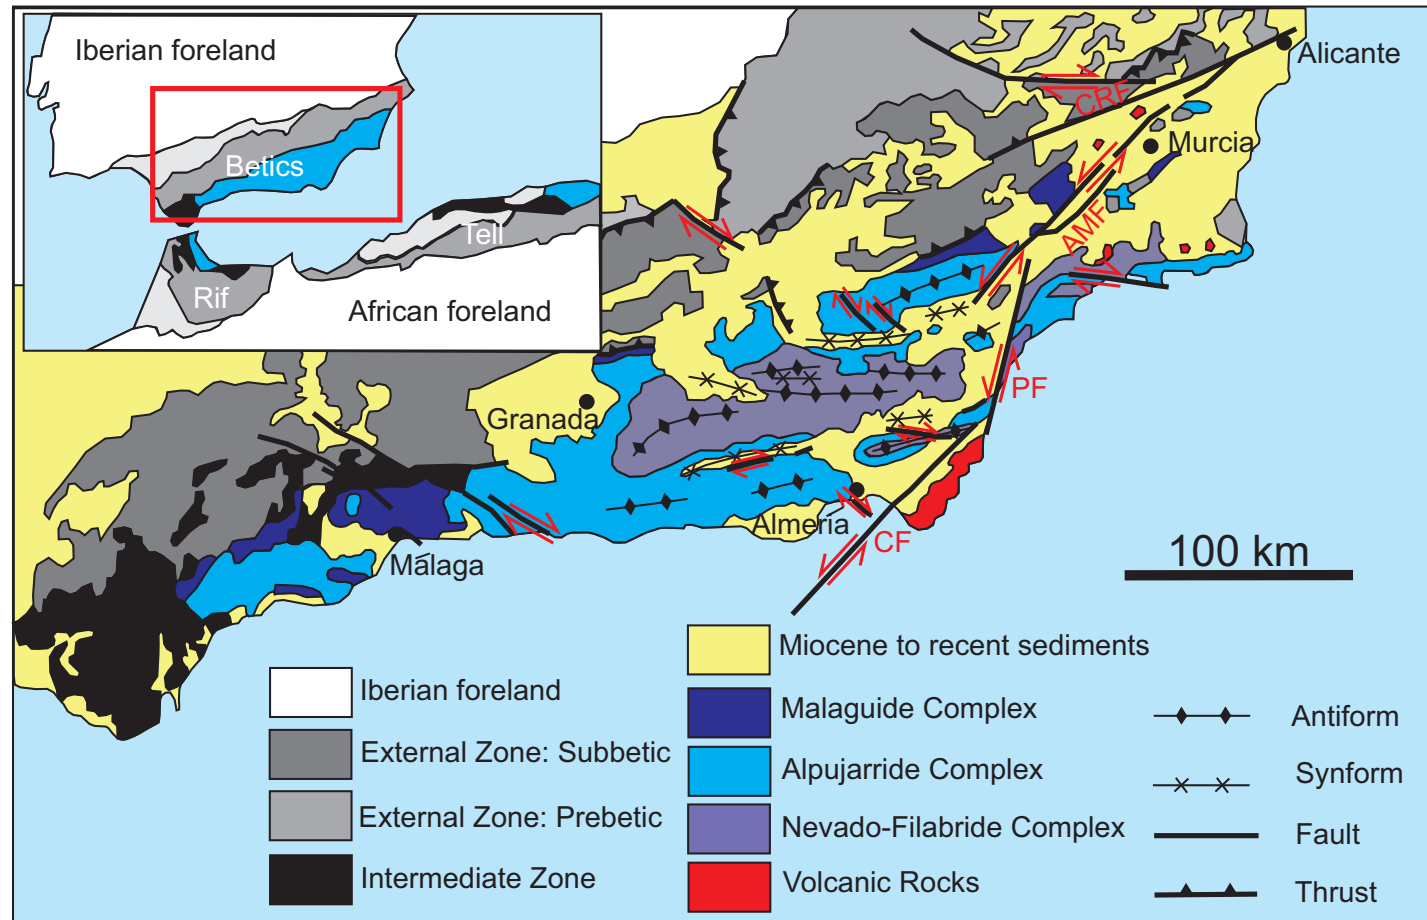 Iberian foreland
Betics
Tell
Rif
African foreland
Alicante
CRF
Murcia
AMF
PF
Granada
Almería
CF
Málaga
100 km
Iberian foreland
External Zone: Subbetic
External Zone: Prebetic
Intermediate Zone
Miocene to recent sediments
Malaguide Complex
Alpujarride Complex
Nevado-Filabride Complex
Volcanic Rocks
Antiform
Synform
Fault
Thrust